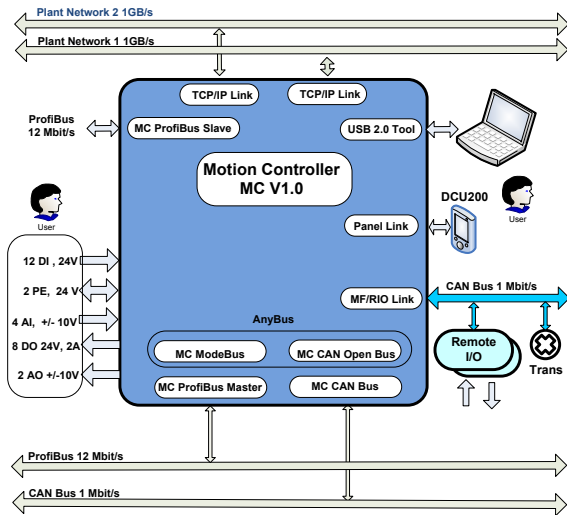 Plant Network 2 1GB/s
Plant Network 1 1GB/s
TCP/IP Link
TCP/IP Link
ProfiBus
12 Mbit/s
MC ProfiBus Slave
USB 2.0 Tool
Motion Controller
MC V1.0
DCU200
User
User
Panel Link
12 DI , 24V
2 PE, 24 V
4 AI, +/- 10V
8 DO 24V, 2A
2 AO +/-10V
MF/RIO Link
CAN Bus 1 Mbit/s
AnyBus
MC ModeBus
MC CAN Open Bus
Remote
I/O
Trans
MC ProfiBus Master
MC CAN Bus
ProfiBus 12 Mbit/s
CAN Bus 1 Mbit/s